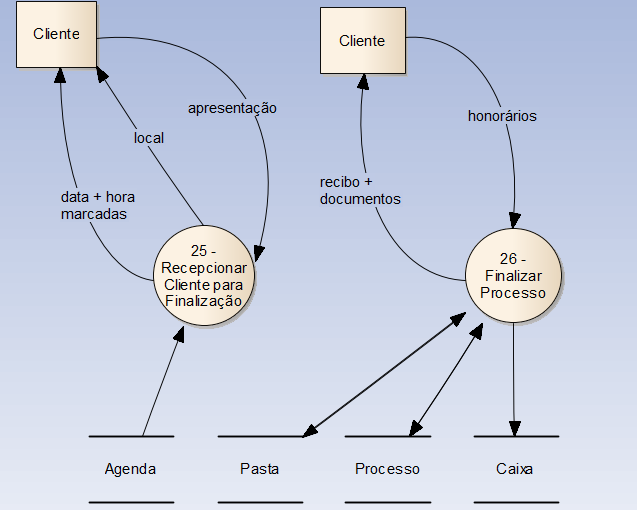 Cliente
Cliente
apresentação
honorários
local
recibo +
documentos
data + hora
marcadas
25 -
Recepcionar
Cliente para
Finalização
26 -
Finalizar
Processo
Agenda
Pasta
Processo
Caixa